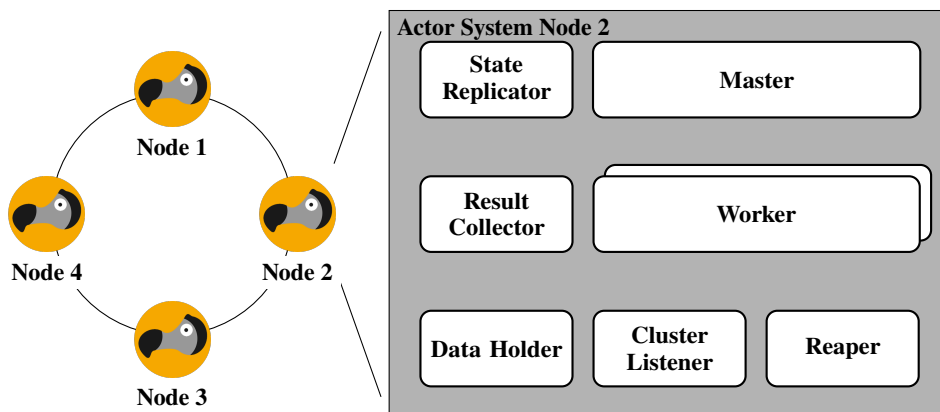 Actor System Node 2
State
Replicator
Master
Node 1
Result
Collector
Worker
Node 4
Node 2
Data Holder
Cluster
Listener
Reaper
Node 3